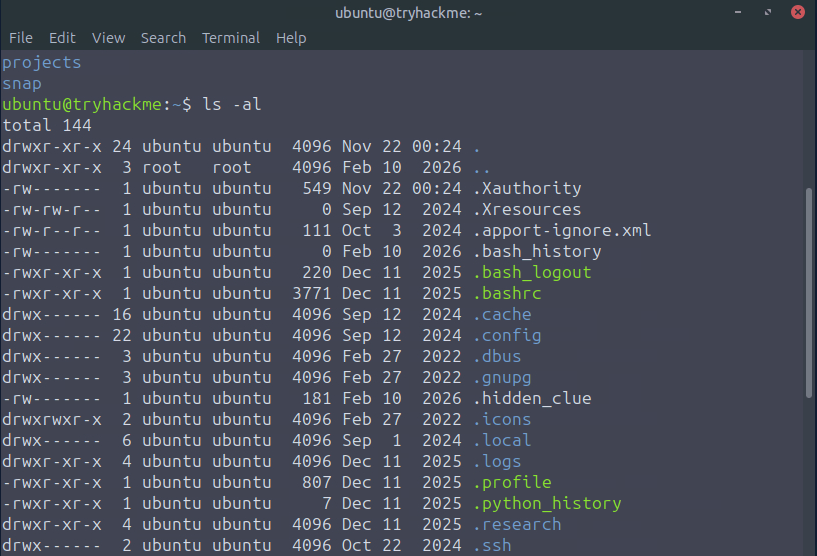 ubuntu@tryhackme: ~
File Edit View Search Terminal Help
projects
snap
ubuntu@tryhackme:~$ ls -al
total 144
drwxr-xr-x 24 ubuntu ubuntu  4096 Nov 22 00:24 .
drwxr-xr-x  3 root   root    4096 Feb 10  2026 ..
-rw-------  1 ubuntu ubuntu   549 Nov 22 00:24 .Xauthority
-rw-rw-r--  1 ubuntu ubuntu     0 Sep 12  2024 .Xresources
-rw-r--r--  1 ubuntu ubuntu   111 Oct  3  2024 .apport-ignore.xml
-rw-------  1 ubuntu ubuntu     0 Feb 10  2026 .bash_history
-rwxr-xr-x  1 ubuntu ubuntu   220 Dec 11  2025 .bash_logout
-rwxr-xr-x  1 ubuntu ubuntu  3771 Dec 11  2025 .bashrc
drwx------ 16 ubuntu ubuntu  4096 Sep 12  2024 .cache
drwx------ 22 ubuntu ubuntu  4096 Sep 12  2024 .config
drwx------  3 ubuntu ubuntu  4096 Feb 27  2022 .dbus
drwx------  3 ubuntu ubuntu  4096 Feb 27  2022 .gnupg
-rw-------  1 ubuntu ubuntu   181 Feb 10  2026 .hidden_clue
drwxrwxr-x  2 ubuntu ubuntu  4096 Feb 27  2022 .icons
drwx------  6 ubuntu ubuntu  4096 Sep  1  2024 .local
drwxr-xr-x  4 ubuntu ubuntu  4096 Dec 11  2025 .logs
-rwxr-xr-x  1 ubuntu ubuntu   807 Dec 11  2025 .profile
-rwxr-xr-x  1 ubuntu ubuntu     7 Dec 11  2025 .python_history
drwxr-xr-x  4 ubuntu ubuntu  4096 Dec 11  2025 .research
drwx------  2 ubuntu ubuntu  4096 Oct 22  2024 .ssh